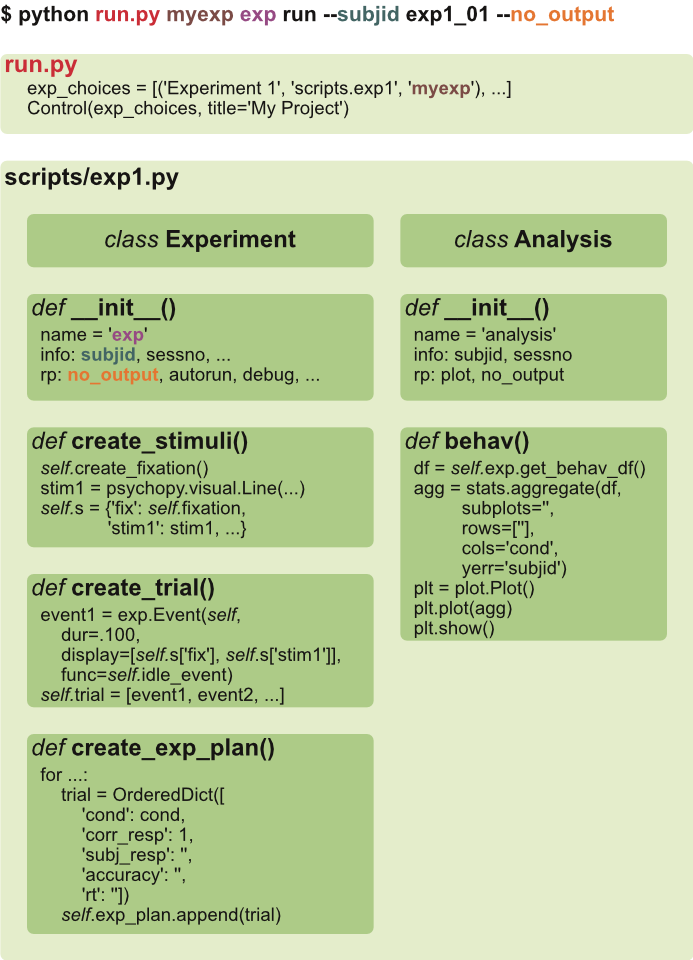 $ python run.py myexp exp run --subjid exp1_01 --no_output
run.py
exp_choices = [('Experiment 1', 'scripts.exp1', 'myexp'), ...]
Control(exp_choices, title='My Project')
scripts/exp1.py
class Experiment
def __init__()
name = 'exp'
info: subjid, sessno, ...
rp: no_output, autorun, debug, ...
def create_stimuli()
self.create_fixation()
stim1 = psychopy.visual.Line(...)
self.s = {'fix': self.fixation,
'stim1': stim1, ...}
def create_trial()
event1 = exp.Event(self,
dur=.100,
display=[self.s['fix'], self.s['stim1']],
func=self.idle_event)
self.trial = [event1, event2, ...]
def create_exp_plan()
for ...:
trial = OrderedDict([
'cond': cond,
'corr_resp': 1,
'subj_resp': '',
'accuracy': '',
'rt': ''])
self.exp_plan.append(trial)
class Analysis
def __init__()
name = 'analysis'
info: subjid, sessno
rp: plot, no_output
def behav()
df = self.exp.get_behav_df()
agg = stats.aggregate(df,
subplots='',
rows=[''],
cols='cond',
yerr='subjid')
plt = plot.Plot()
plt.plot(agg)
plt.show()